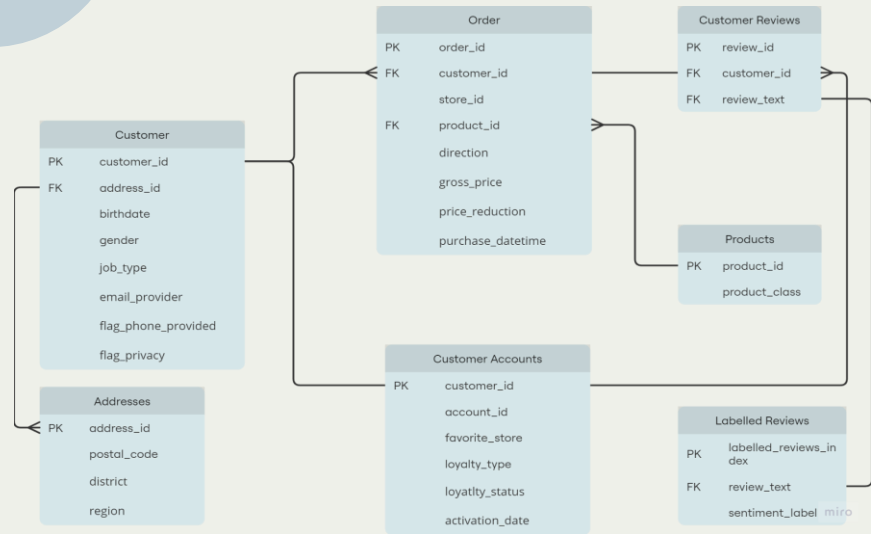 Order
PK order_id
FK customer_id
store_id
FK product_id
direction
gross_price
price_reduction
purchase_datetime
Customer Reviews
PK review_id
FK customer_id
FK review_text
Customer
PK customer_id
FK address_id
birthdate
gender
job_type
email_provider
flag_phone_provided
flag_privacy
Products
PK product_id
product_class
Addresses
PK address_id
postal_code
district
region
Customer Accounts
PK customer_id
account_id
favorite_store
loyalty_type
loyatlty_status
activation_date
Labelled Reviews
PK labelled_reviews_in
dex
FK review_text
sentiment_label
miro